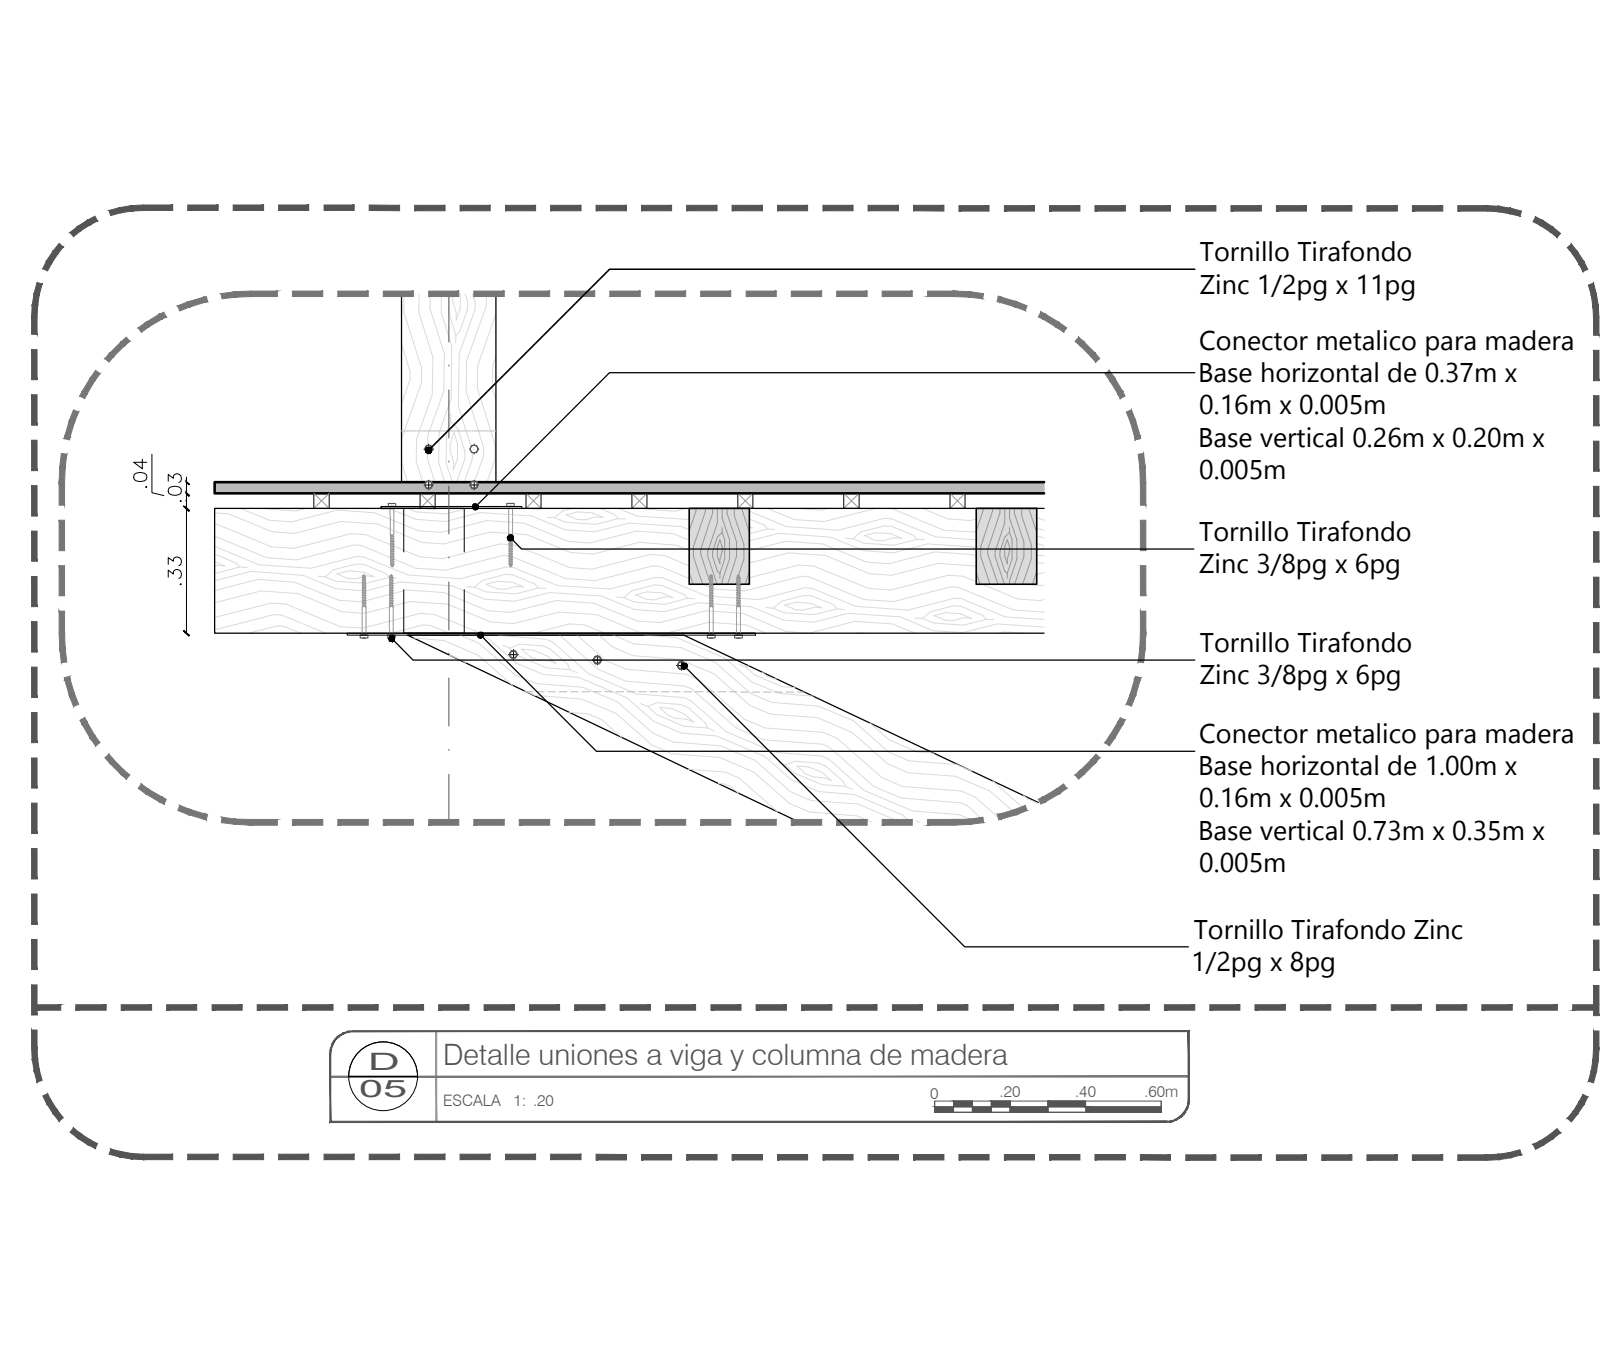 Tornillo Tirafondo
Zinc 1/2pg x 11pg
Conector metalico para madera
Base horizontal de 0.37m x
0.16m x 0.005m
Base vertical 0.26m x 0.20m x
0.005m
.04
.03
.33
Tornillo Tirafondo
Zinc 3/8pg x 6pg
Tornillo Tirafondo
Zinc 3/8pg x 6pg
Conector metalico para madera
Base horizontal de 1.00m x
0.16m x 0.005m
Base vertical 0.73m x 0.35m x
0.005m
Tornillo Tirafondo Zinc
1/2pg x 8pg
D
05
Detalle uniones a viga y columna de madera
ESCALA 1: .20
0 .20 .40 .60m